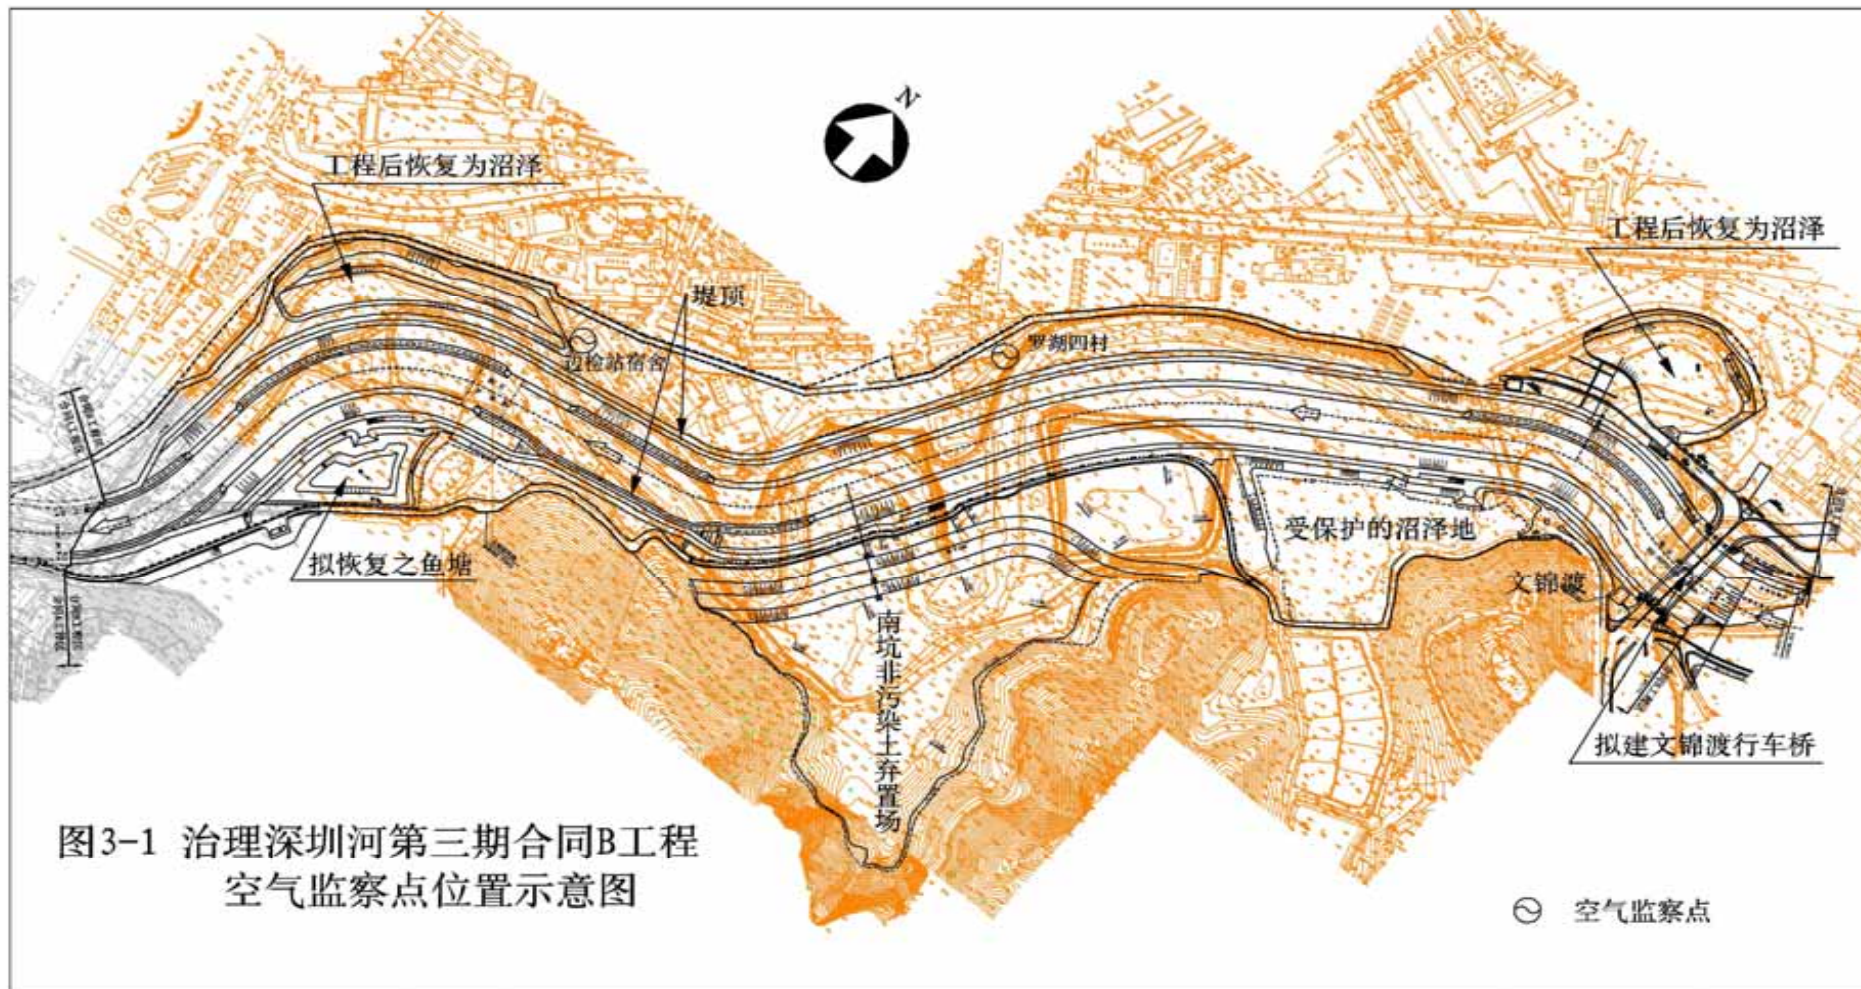 N
工程后恢复为沼泽
工程后恢复为沼泽
堤顶
罗湖四村
边检站宿舍
受保护的沼泽地
拟恢复之鱼塘
文锦渡
南坑非污染土弃置场
拟建文锦渡行车桥
图3-1 治理深圳河第三期合同B工程
空气监察点位置示意图
空气监察点